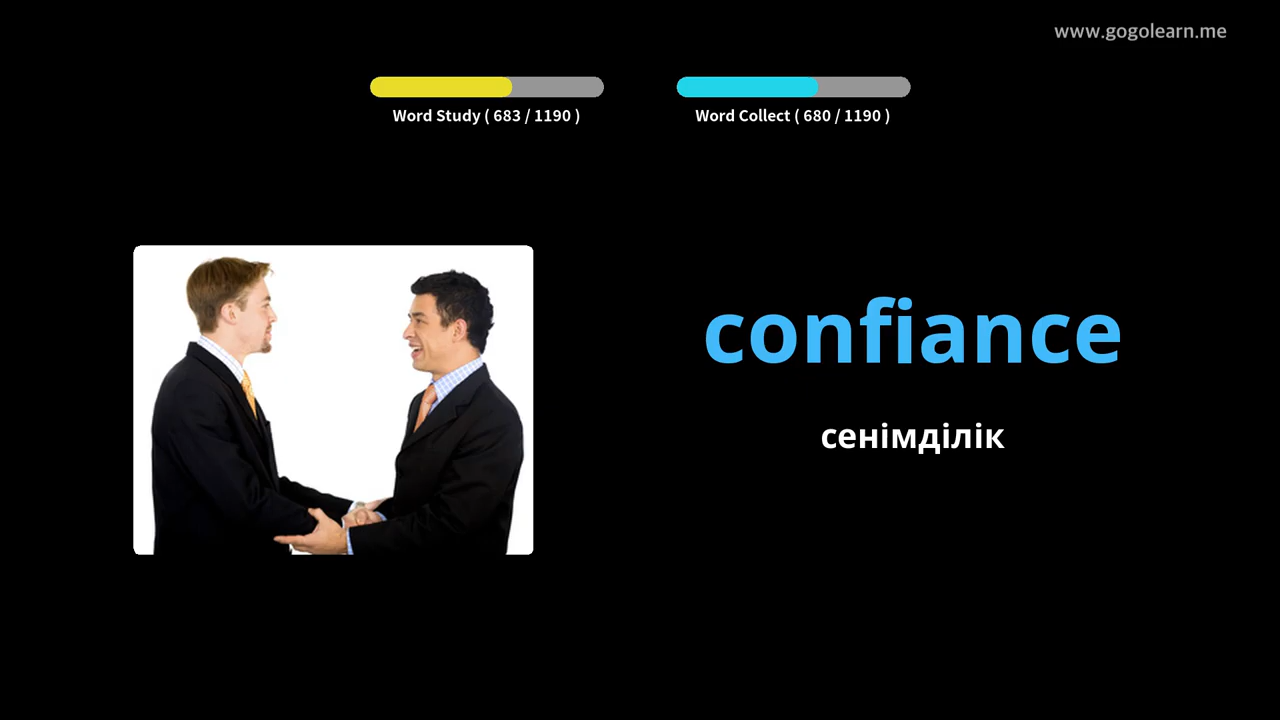 www.gogolearn.me
Word Study ( 683 / 1190 )
Word Collect ( 680 / 1190 )
confiance
сенімділік